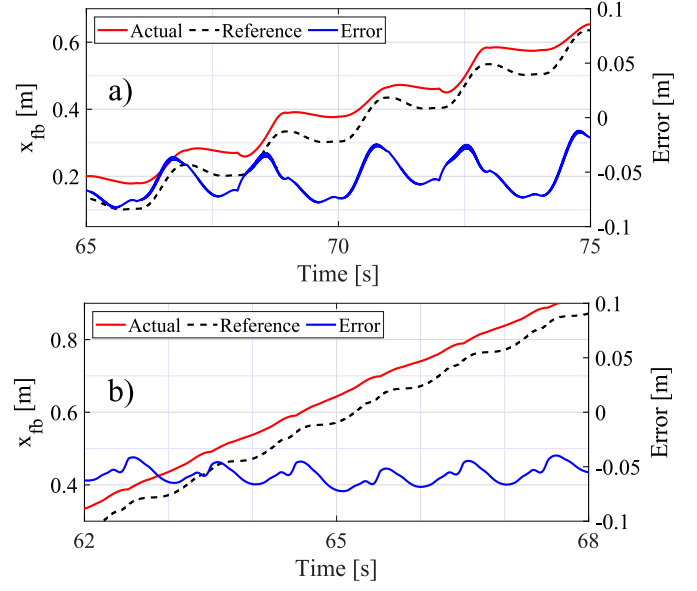 0.1
0.6
Actual
Reference
Error
a)
0.05
0.4
0
0.2
-0.05
-0.1
x_fb [m]
Error [m]
65
70
75
Time [s]
0.1
Actual
Reference
Error
0.8
b)
0.05
0.6
0
0.4
-0.05
-0.1
x_fb [m]
Error [m]
62
65
68
Time [s]